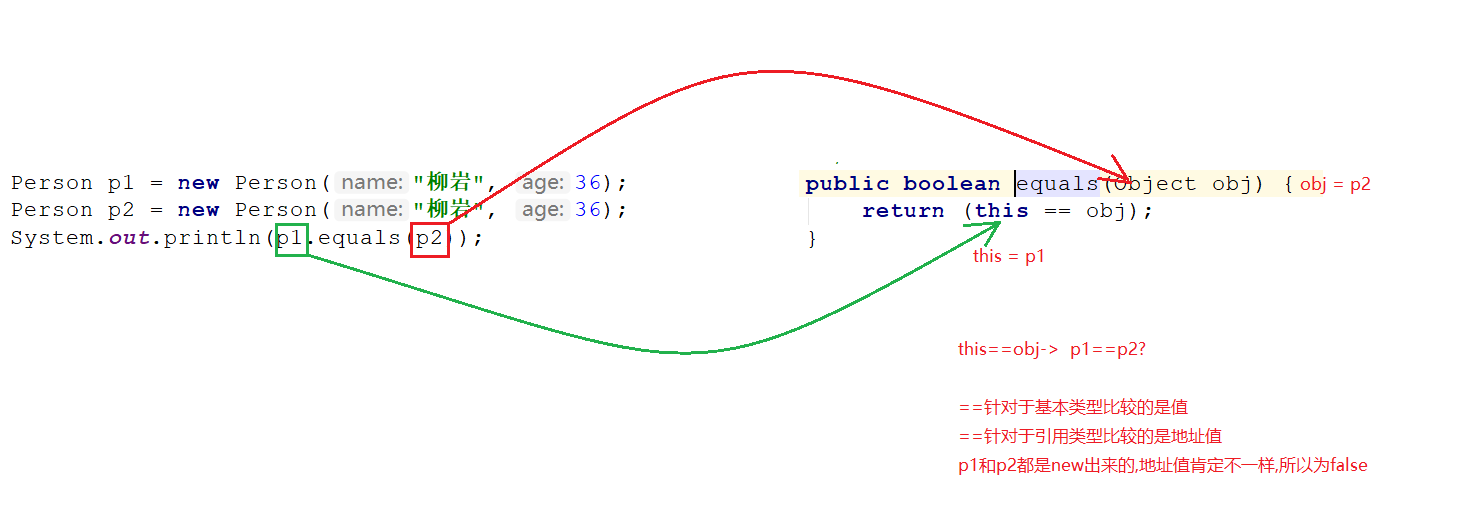 Person p1 = new Person( name: "柳岩", age: 36);
Person p2 = new Person( name: "柳岩", age: 36);
System.out.println(p1.equals(p2));
public boolean equals(Object obj) { obj = p2
return (this == obj);
}
this = p1
this==obj-> p1==p2?
==针对于基本类型比较的是值
==针对于引用类型比较的是地址值
p1和p2都是new出来的,地址值肯定不一样,所以为false